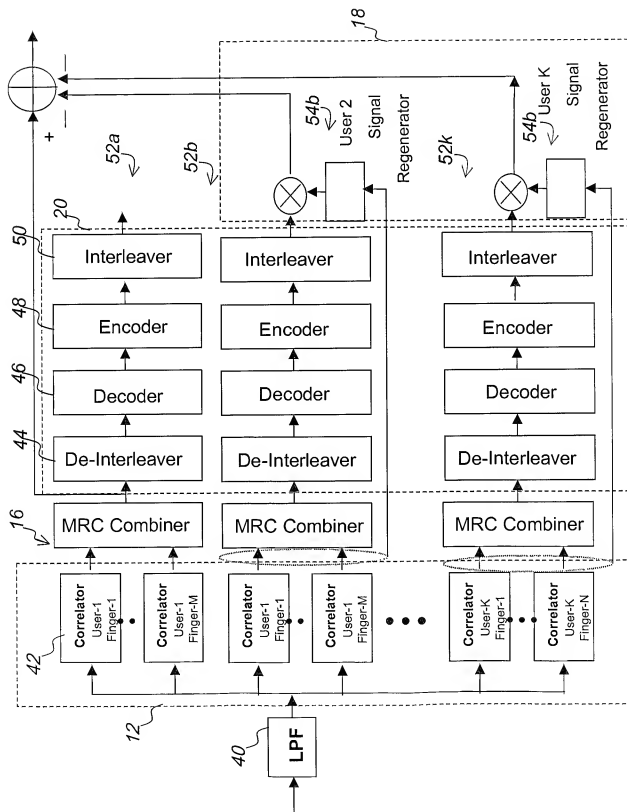 12
40
LPF
42
Correlator
User-1
Finger-1
Correlator
User-1
Finger-M
Correlator
User-1
Finger-1
Correlator
User-1
Finger-M
Correlator
User-K
Finger-1
Correlator
User-K
Finger-N
16
MRC Combiner
MRC Combiner
MRC Combiner
44
De-Interleaver
De-Interleaver
De-Interleaver
46
Decoder
Decoder
Decoder
48
Encoder
Encoder
Encoder
50
Interleaver
Interleaver
Interleaver
20
52a
52b
52k
54b
User 2
Signal
Regenerator
54b
User K
Signal
Regenerator
18
+
—
—